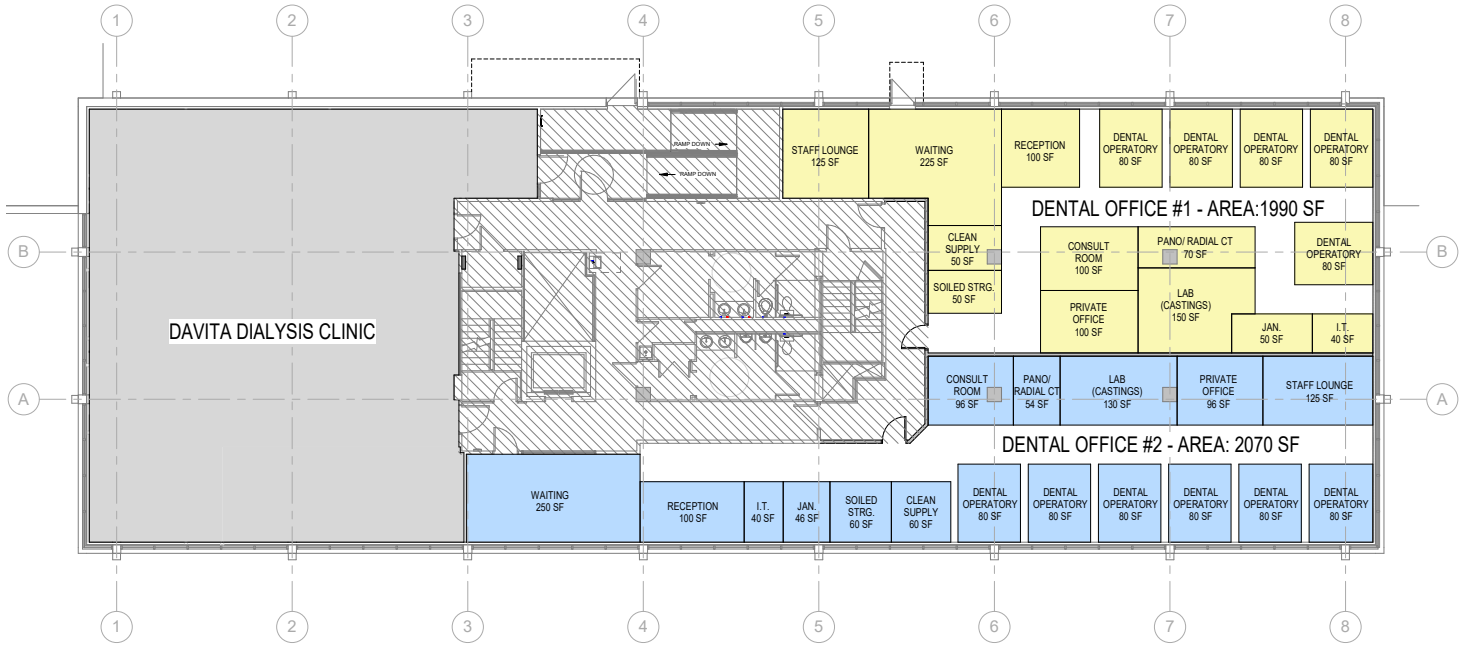 1
2
3
4
5
6
7
8
STAFF LOUNGE
125 SF
WAITING
225 SF
RECEPTION
100 SF
DENTAL
OPERATORY
80 SF
DENTAL
OPERATORY
80 SF
DENTAL
OPERATORY
80 SF
DENTAL
OPERATORY
80 SF
RAMP DOWN
RAMP DOWN
DENTAL OFFICE #1 - AREA:1990 SF
B
CLEAN
SUPPLY
50 SF
CONSULT
ROOM
100 SF
PANO/ RADIAL CT
70 SF
DENTAL
OPERATORY
80 SF
B
SOILED STRG.
50 SF
PRIVATE
OFFICE
100 SF
LAB
(CASTINGS)
150 SF
JAN.
50 SF
I.T.
40 SF
DAVITA DIALYSIS CLINIC
A
CONSULT
ROOM
96 SF
PANO/
RADIAL CT
54 SF
LAB
(CASTINGS)
130 SF
PRIVATE
OFFICE
96 SF
STAFF LOUNGE
125 SF
A
DENTAL OFFICE #2 - AREA: 2070 SF
WAITING
250 SF
RECEPTION
100 SF
I.T.
40 SF
JAN.
46 SF
SOILED
STRG.
60 SF
CLEAN
SUPPLY
60 SF
DENTAL
OPERATORY
80 SF
DENTAL
OPERATORY
80 SF
DENTAL
OPERATORY
80 SF
DENTAL
OPERATORY
80 SF
DENTAL
OPERATORY
80 SF
DENTAL
OPERATORY
80 SF
1
2
3
4
5
6
7
8